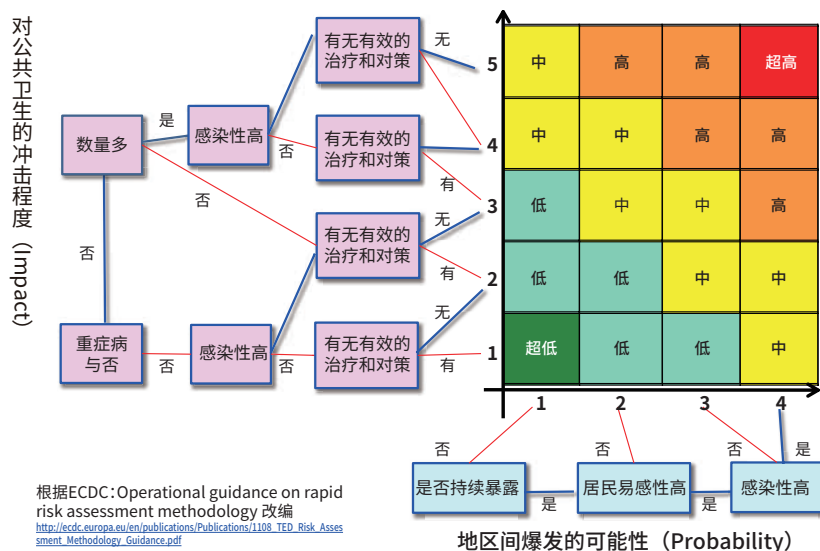 对公共卫生的冲击程度（Impact）
数量多
是
感染性高
有无有效的
治疗和对策
无
否
有无有效的
治疗和对策
有
否
有无有效的
治疗和对策
无
有
否
重症病
与否
否
感染性高
否
有无有效的
治疗和对策
无
有
5
中
高
高
超高
4
中
中
高
高
3
低
中
中
高
2
低
低
中
中
1
超低
低
低
中
1
2
3
4
否
否
否
是
是否持续暴露
是
居民易感性高
是
感染性高
地区间爆发的可能性（Probability）
根据ECDC：Operational guidance on rapid
risk assessment methodology 改编
http://ecdc.europa.eu/en/publications/Publications/1108_TED_Risk_Asses
sment_Methodology_Guidance.pdf